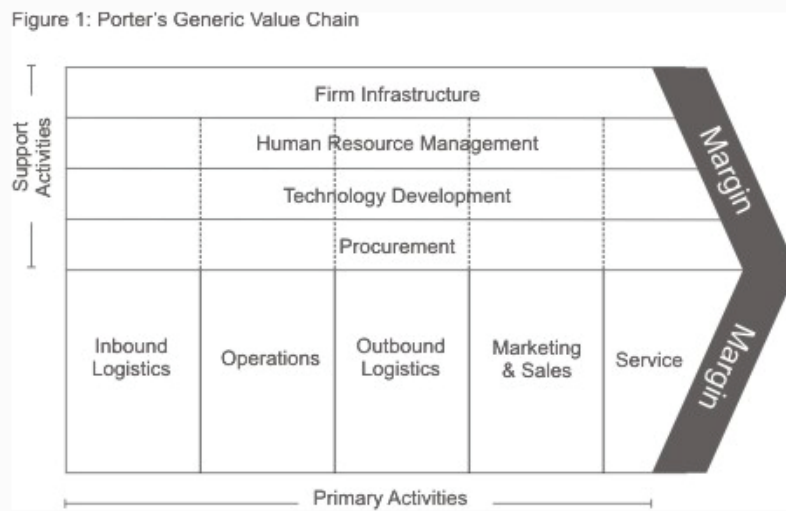 Figure 1: Porter's Generic Value Chain
Support
Activities
Firm Infrastructure
Human Resource Management
Technology Development
Procurement
Margin
Inbound
Logistics
Operations
Outbound
Logistics
Marketing
& Sales
Service
Margin
Primary Activities